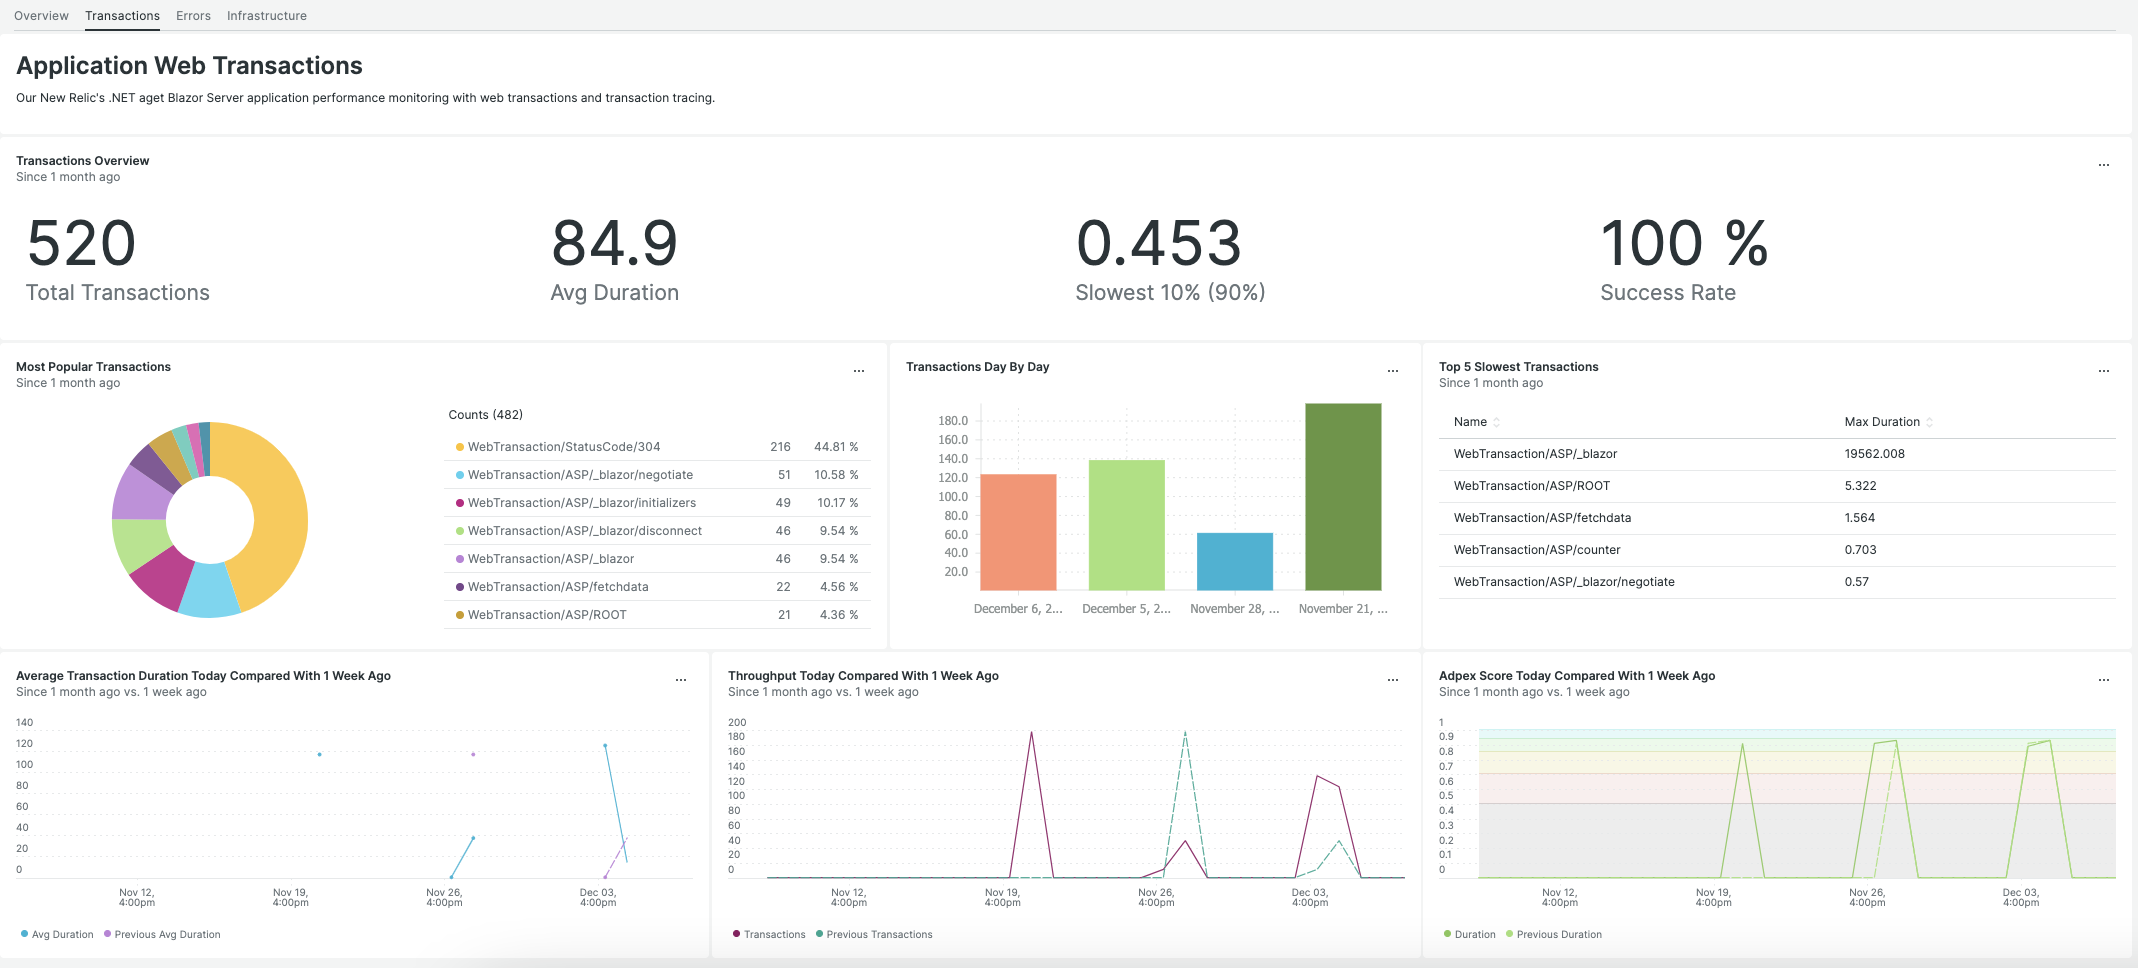 Overview Transactions Errors Infrastructure
Application Web Transactions
Our New Relic's .NET aget Blazor Server application performance monitoring with web transactions and transaction tracing.
Transactions Overview
Since 1 month ago
...
520
Total Transactions
84.9
Avg Duration
0.453
Slowest 10% (90%)
100 %
Success Rate
Most Popular Transactions
Since 1 month ago
...
Counts (482)
WebTransaction/StatusCode/304 216 44.81 %
WebTransaction/ASP/_blazor/negotiate 51 10.58 %
WebTransaction/ASP/_blazor/initializers 49 10.17 %
WebTransaction/ASP/_blazor/disconnect 46 9.54 %
WebTransaction/ASP/_blazor 46 9.54 %
WebTransaction/ASP/fetchdata 22 4.56 %
WebTransaction/ASP/ROOT 21 4.36 %
Transactions Day By Day
...
180.0
160.0
140.0
120.0
100.0
80.0
60.0
40.0
20.0
December 6, 2... December 5, 2... November 28, ... November 21, ...
Top 5 Slowest Transactions
Since 1 month ago
...
Name Max Duration
WebTransaction/ASP/_blazor 19562.008
WebTransaction/ASP/ROOT 5.322
WebTransaction/ASP/fetchdata 1.564
WebTransaction/ASP/counter 0.703
WebTransaction/ASP/_blazor/negotiate 0.57
Average Transaction Duration Today Compared With 1 Week Ago
Since 1 month ago vs. 1 week ago
...
140
120
100
80
60
40
20
0
Nov 12, Nov 19, Nov 26, Dec 03,
4:00pm 4:00pm 4:00pm 4:00pm
Avg Duration Previous Avg Duration
Throughput Today Compared With 1 Week Ago
Since 1 month ago vs. 1 week ago
...
200
180
160
140
120
100
80
60
40
20
0
Nov 12, Nov 19, Nov 26, Dec 03,
4:00pm 4:00pm 4:00pm 4:00pm
Transactions Previous Transactions
Adpex Score Today Compared With 1 Week Ago
Since 1 month ago vs. 1 week ago
...
1
0.9
0.8
0.7
0.6
0.5
0.4
0.3
0.2
0.1
0
Nov 12, Nov 19, Nov 26, Dec 03,
4:00pm 4:00pm 4:00pm 4:00pm
Duration Previous Duration